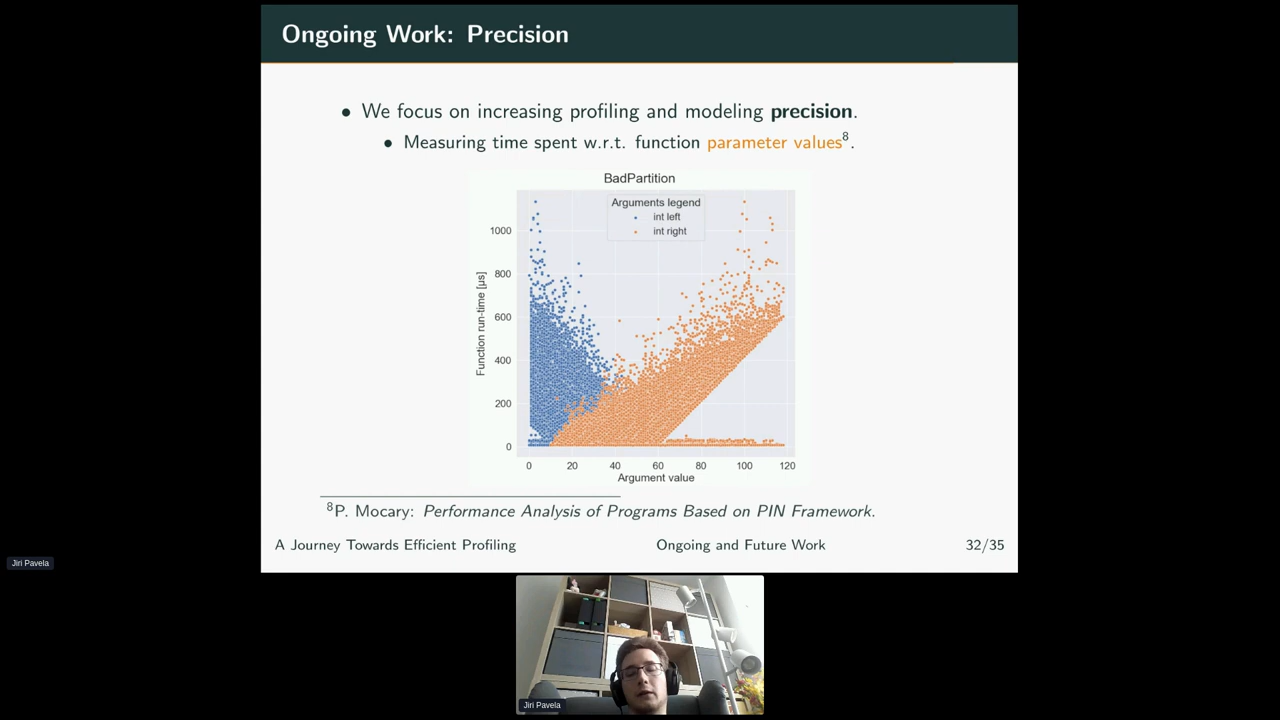 Ongoing Work: Precision
• We focus on increasing profiling and modeling precision.
• Measuring time spent w.r.t. function parameter values8.
BadPartition
Arguments legend
int left
int right
Function run-time [µs]
1000
800
600
400
200
0
0 20 40 60 80 100 120
Argument value
8P. Mocary: Performance Analysis of Programs Based on PIN Framework.
A Journey Towards Efficient Profiling Ongoing and Future Work 32/35
Jiri Pavela
Jiri Pavela